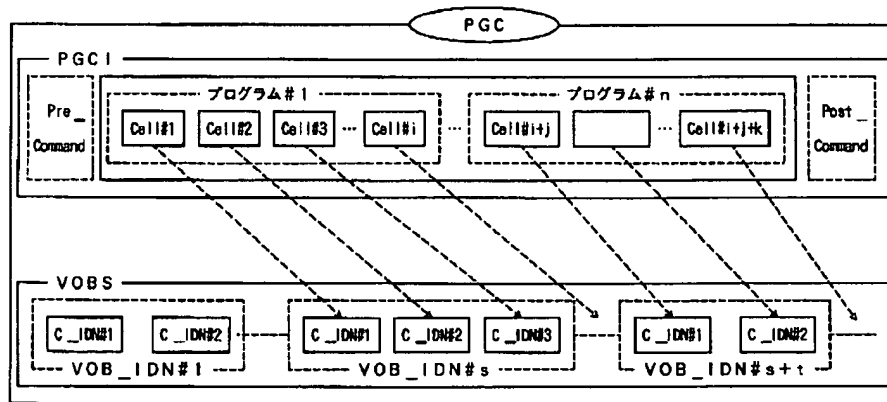 PGC
PGCI
Pre_
Command
プログラム#1
Cell#1 Cell#2 Cell#3 … Cell#i
…
プログラム#n
Cell#i+j … Cell#i+j+k
Post_
Command
VOBS
C_IDN#1 C_IDN#2
VOB_IDN#1
C_IDN#1 C_IDN#2 C_IDN#3
VOB_IDN#s
C_IDN#1 C_IDN#2
VOB_IDN#s+t